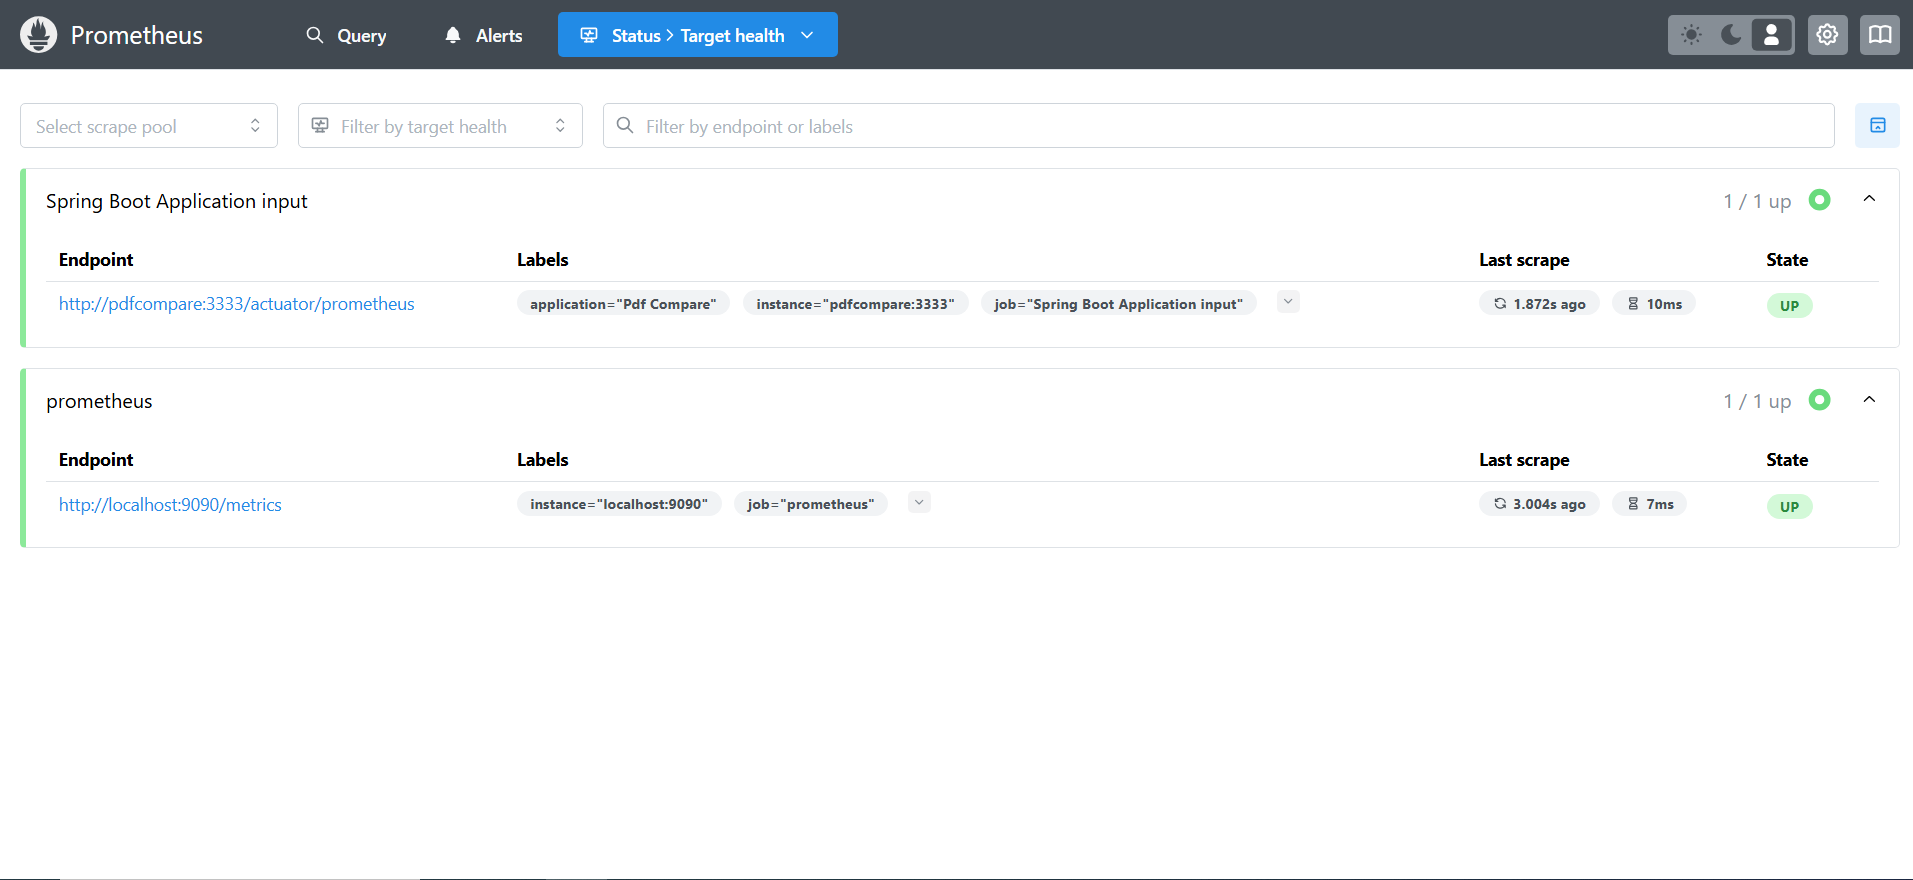 Prometheus Query Alerts Status > Target health
Select scrape pool Filter by target health Filter by endpoint or labels
Spring Boot Application input 1 / 1 up
Endpoint Labels Last scrape State
http://pdfcompare:3333/actuator/prometheus application="Pdf Compare" instance="pdfcompare:3333" job="Spring Boot Application input" 1.872s ago 10ms UP
prometheus 1 / 1 up
Endpoint Labels Last scrape State
http://localhost:9090/metrics instance="localhost:9090" job="prometheus" 3.004s ago 7ms UP